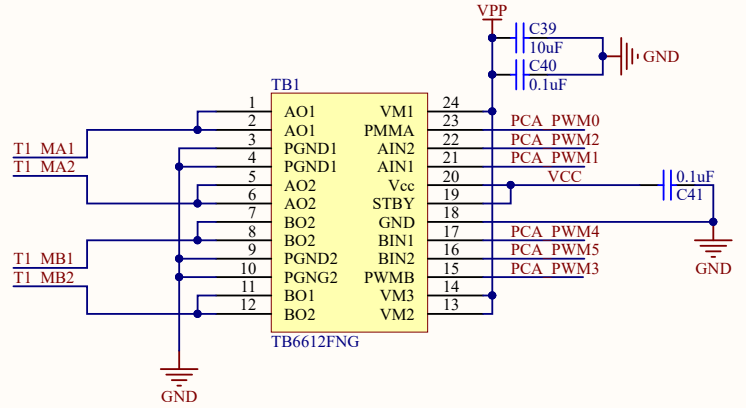 VPP
C39
10uF
GND
C40
0.1uF
TB1
1 AO1 VM1 24
2 AO1 PMMA 23 PCA_PWM0
3 PGND1 AIN2 22 PCA_PWM2
T1_MA1
4 PGND1 AIN1 21 PCA_PWM1
T1_MA2
5 AO2 Vcc 20 VCC 0.1uF
6 AO2 STBY 19 C41
7 BO2 GND 18
8 BO2 BIN1 17 PCA_PWM4
T1_MB1
9 PGND2 BIN2 16 PCA_PWM5
T1_MB2
10 PGNG2 PWMB 15 PCA_PWM3
GND
11 BO1 VM3 14
12 BO2 VM2 13
TB6612FNG
GND